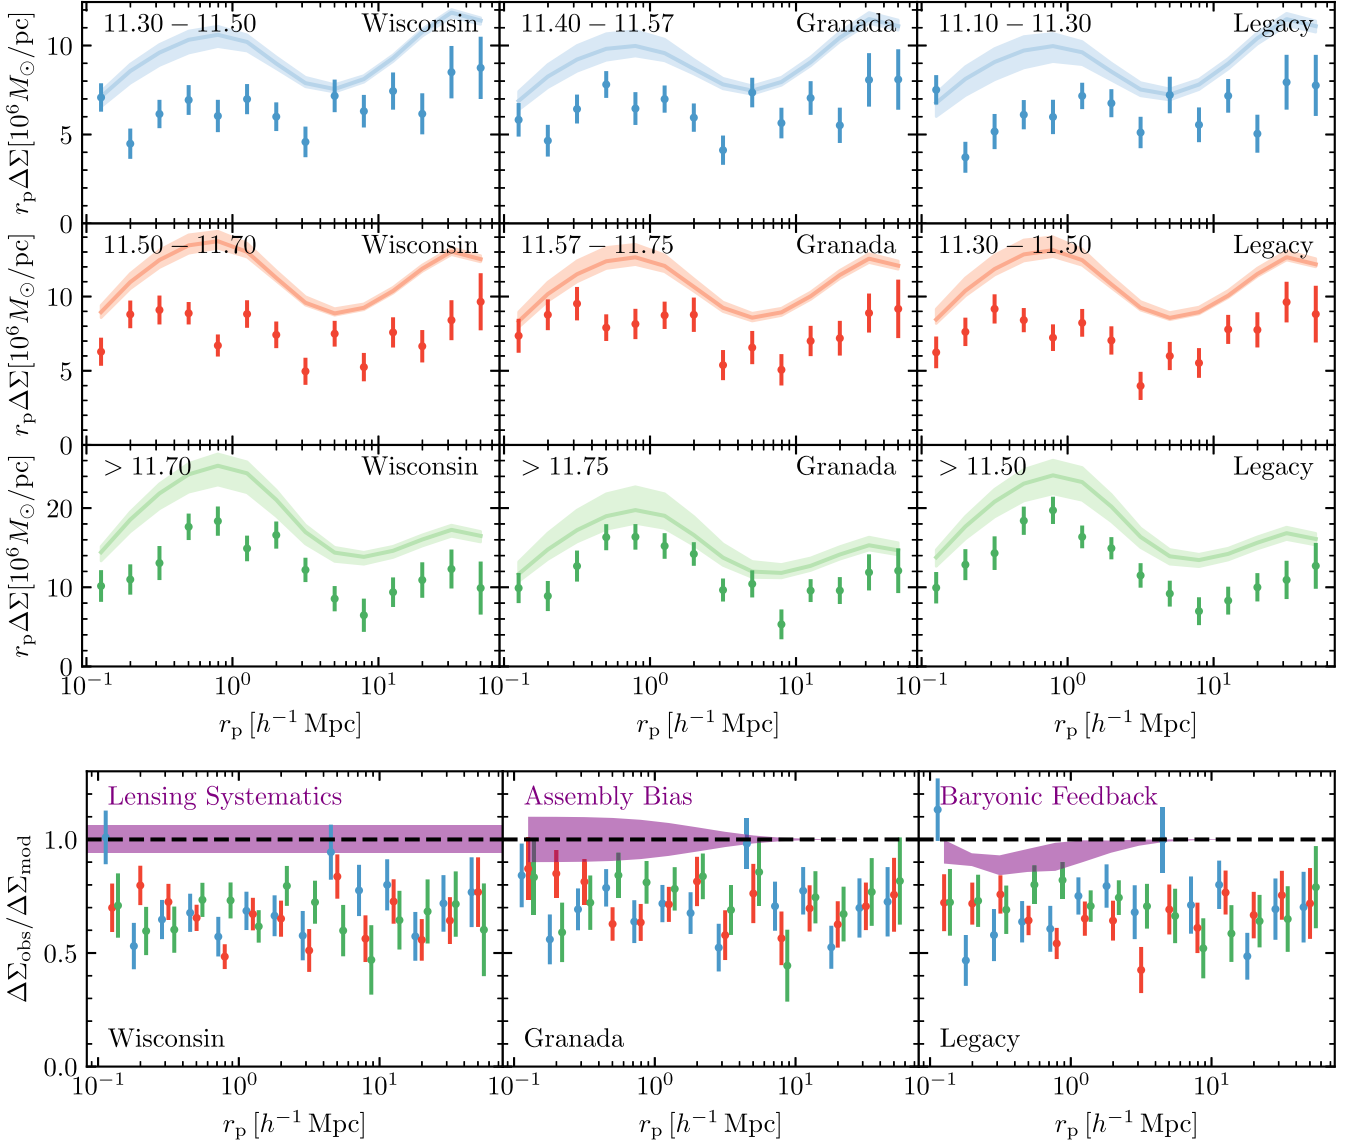 11.30 − 11.50 Wisconsin 11.40 − 11.57 Granada 11.10 − 11.30 Legacy
10
5
0
r_p ΔΣ[10^6 M_⊙/pc]
11.50 − 11.70 Wisconsin 11.57 − 11.75 Granada 11.30 − 11.50 Legacy
10
5
0
r_p ΔΣ[10^6 M_⊙/pc]
> 11.70 Wisconsin > 11.75 Granada > 11.50 Legacy
20
10
0
r_p ΔΣ[10^6 M_⊙/pc]
10^−1 10^0 10^1 10^−1 10^0 10^1 10^−1 10^0 10^1
r_p [h^−1 Mpc] r_p [h^−1 Mpc] r_p [h^−1 Mpc]
Lensing Systematics Assembly Bias Baryonic Feedback
1.0
0.5
0.0
ΔΣ_obs/ΔΣ_mod
Wisconsin Granada Legacy
10^−1 10^0 10^1 10^−1 10^0 10^1 10^−1 10^0 10^1
r_p [h^−1 Mpc] r_p [h^−1 Mpc] r_p [h^−1 Mpc]